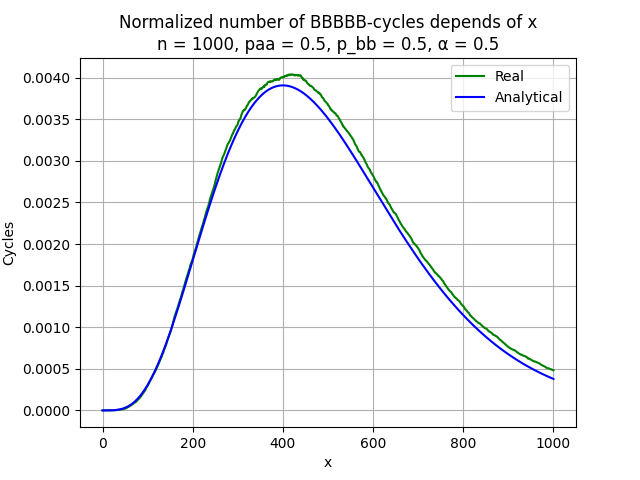 Normalized number of BBBBB-cycles depends of x
n = 1000, paa = 0.5, p_bb = 0.5, α = 0.5
Real
Analytical
Cycles
0.0040
0.0035
0.0030
0.0025
0.0020
0.0015
0.0010
0.0005
0.0000
0 200 400 600 800 1000
x